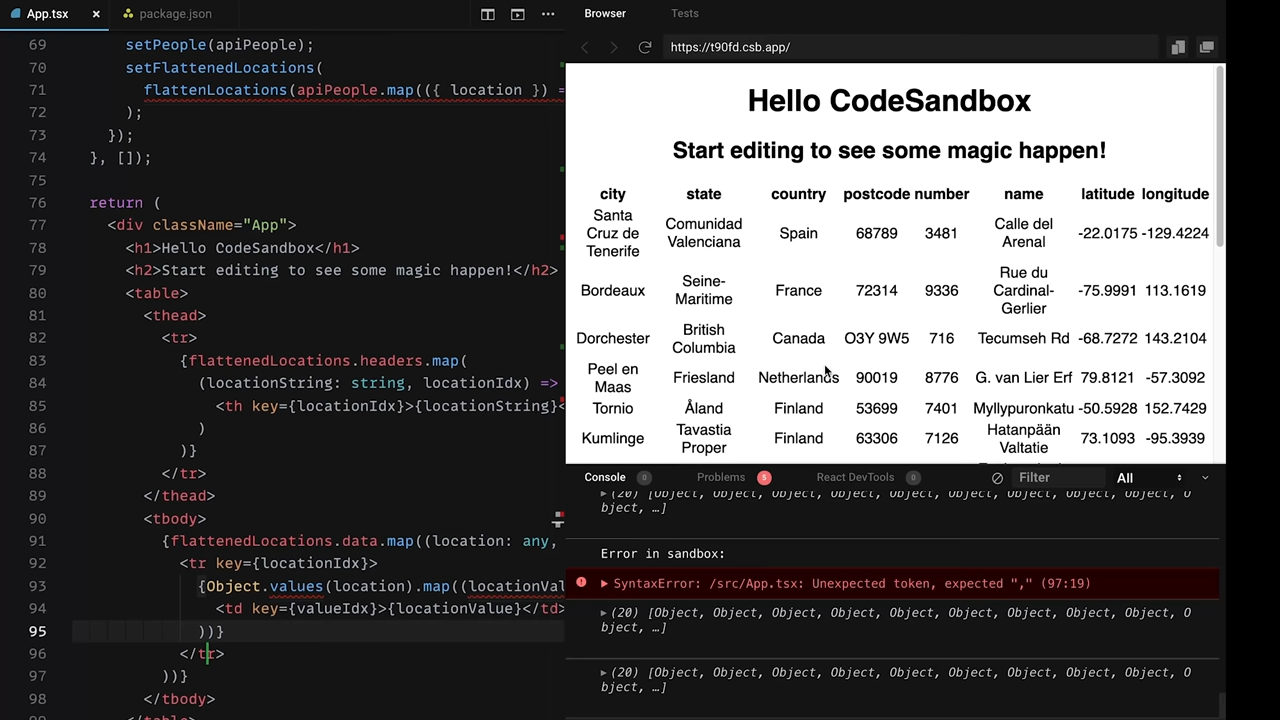 App.tsx
package.json
69 setPeople(apiPeople);
70 setFlattenedLocations(
71 flattenLocations(apiPeople.map(({ location }) =
72 );
73 });
74 }, []);
75
76 return (
77 <div className="App">
78 <h1>Hello CodeSandbox</h1>
79 <h2>Start editing to see some magic happen!</h2>
80 <table>
81 <thead>
82 <tr>
83 {flattenedLocations.headers.map(
84 (locationString: string, locationIdx) =>
85 <th key={locationIdx}>{locationString}<
86 )
87 )}
88 </tr>
89 </thead>
90 <tbody>
91 {flattenedLocations.data.map((location: any,
92 <tr key={locationIdx}>
93 {Object.values(location).map((locationVal
94 <td key={valueIdx}>{locationValue}</td>
95 ))}
96 </tr>
97 ))}
98 </tbody>
Browser Tests
https://t90fd.csb.app/
Hello CodeSandbox
Start editing to see some magic happen!
city state country postcode number name latitude longitude
Santa Cruz de Tenerife Comunidad Valenciana Spain 68789 3481 Calle del Arenal -22.0175 -129.4224
Bordeaux Seine-Maritime France 72314 9336 Rue du Cardinal-Gerlier -75.9991 113.1619
Dorchester British Columbia Canada O3Y 9W5 716 Tecumseh Rd -68.7272 143.2104
Peel en Maas Friesland Netherlands 90019 8776 G. van Lier Erf 79.8121 -57.3092
Tornio Åland Finland 53699 7401 Myllypuronkatu -50.5928 152.7429
Kumlinge Tavastia Proper Finland 63306 7126 Hatanpään Valtatie 73.1093 -95.3939
Console 0 Problems 5 React DevTools 0 Filter All
(20) [Object, Object, Object, Object, Object, Object, Object, Object, O
bject, …]
Error in sandbox:
SyntaxError: /src/App.tsx: Unexpected token, expected "," (97:19)
(20) [Object, Object, Object, Object, Object, Object, Object, Object, O
bject, …]
(20) [Object, Object, Object, Object, Object, Object, Object, Object, O
bject, …]